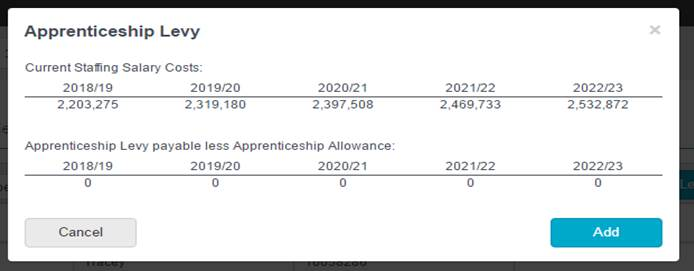 Apprenticeship Levy ×
Current Staffing Salary Costs:
2018/19 2019/20 2020/21 2021/22 2022/23
2,203,275 2,319,180 2,397,508 2,469,733 2,532,872
Apprenticeship Levy payable less Apprenticeship Allowance:
2018/19 2019/20 2020/21 2021/22 2022/23
0 0 0 0 0
Cancel Add